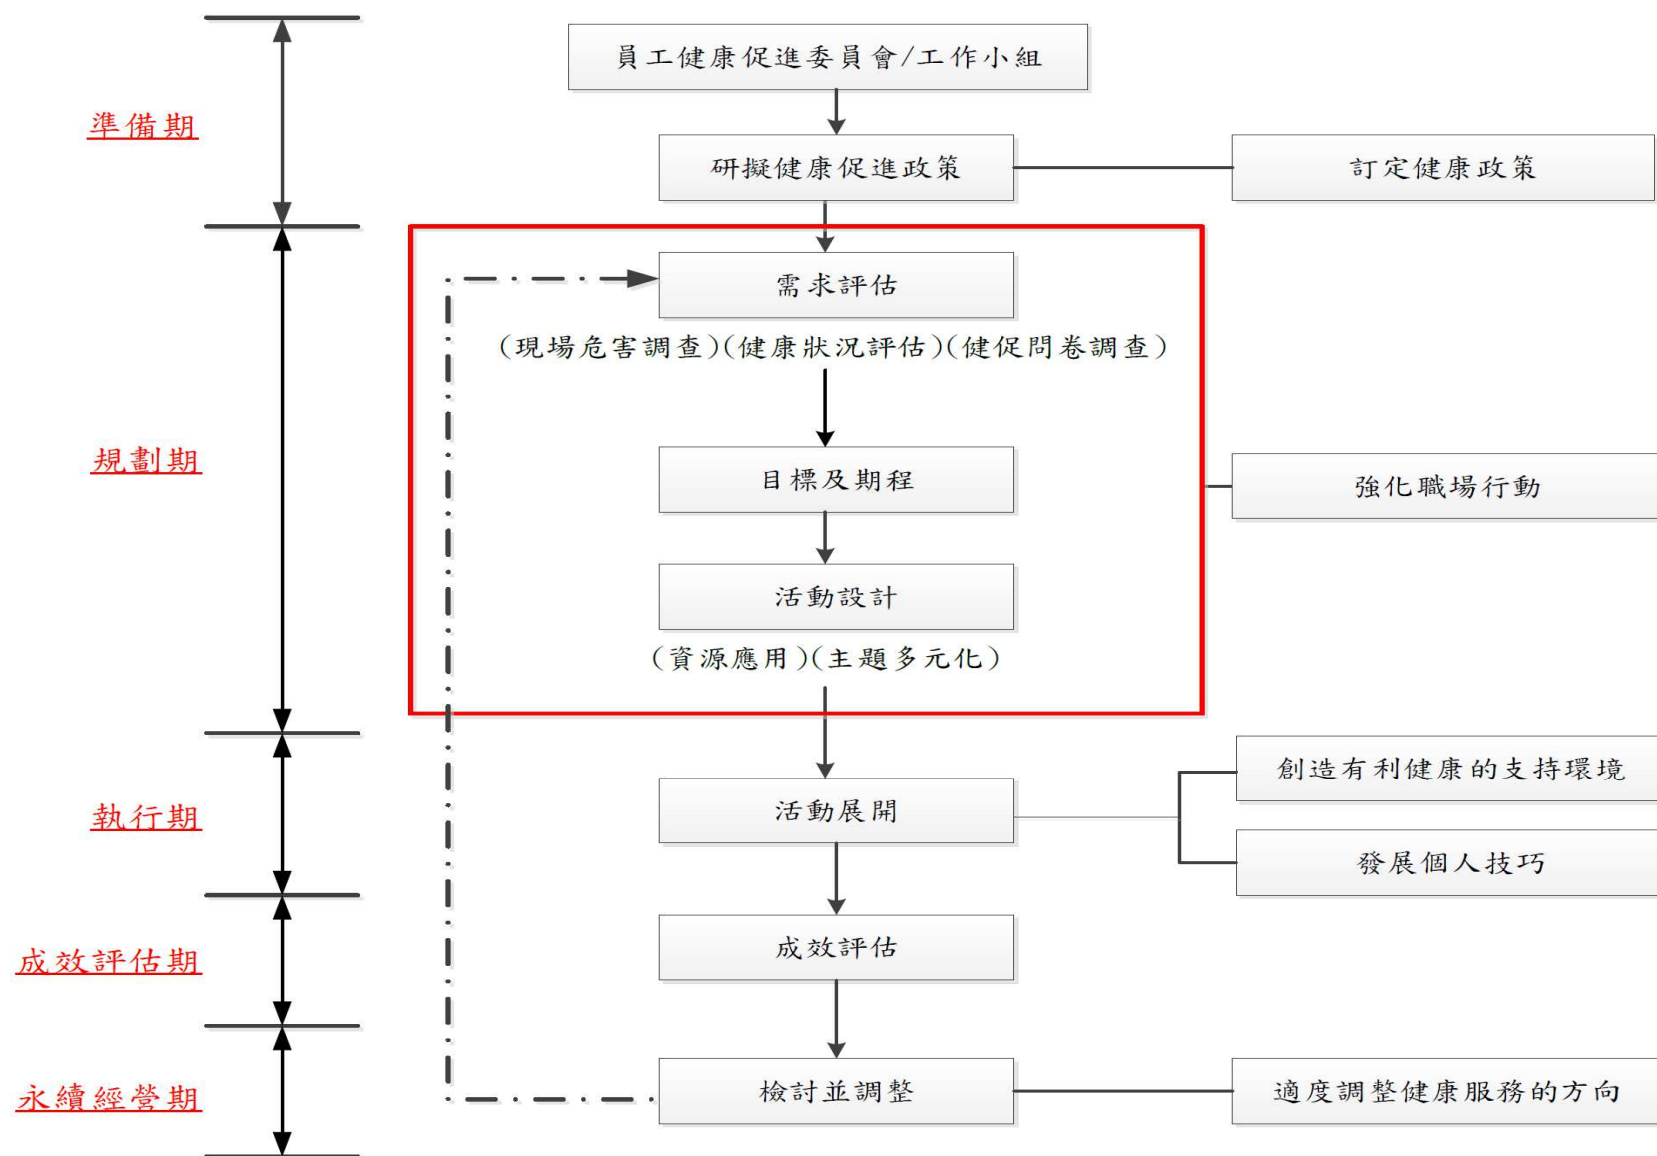 員工健康促進委員會/工作小組
準備期
研擬健康促進政策
訂定健康政策
需求評估
(現場危害調查)(健康狀況評估)(健促問卷調查)
規劃期
目標及期程
強化職場行動
活動設計
(資源應用)(主題多元化)
創造有利健康的支持環境
執行期
活動展開
發展個人技巧
成效評估期
成效評估
永續經營期
檢討並調整
適度調整健康服務的方向